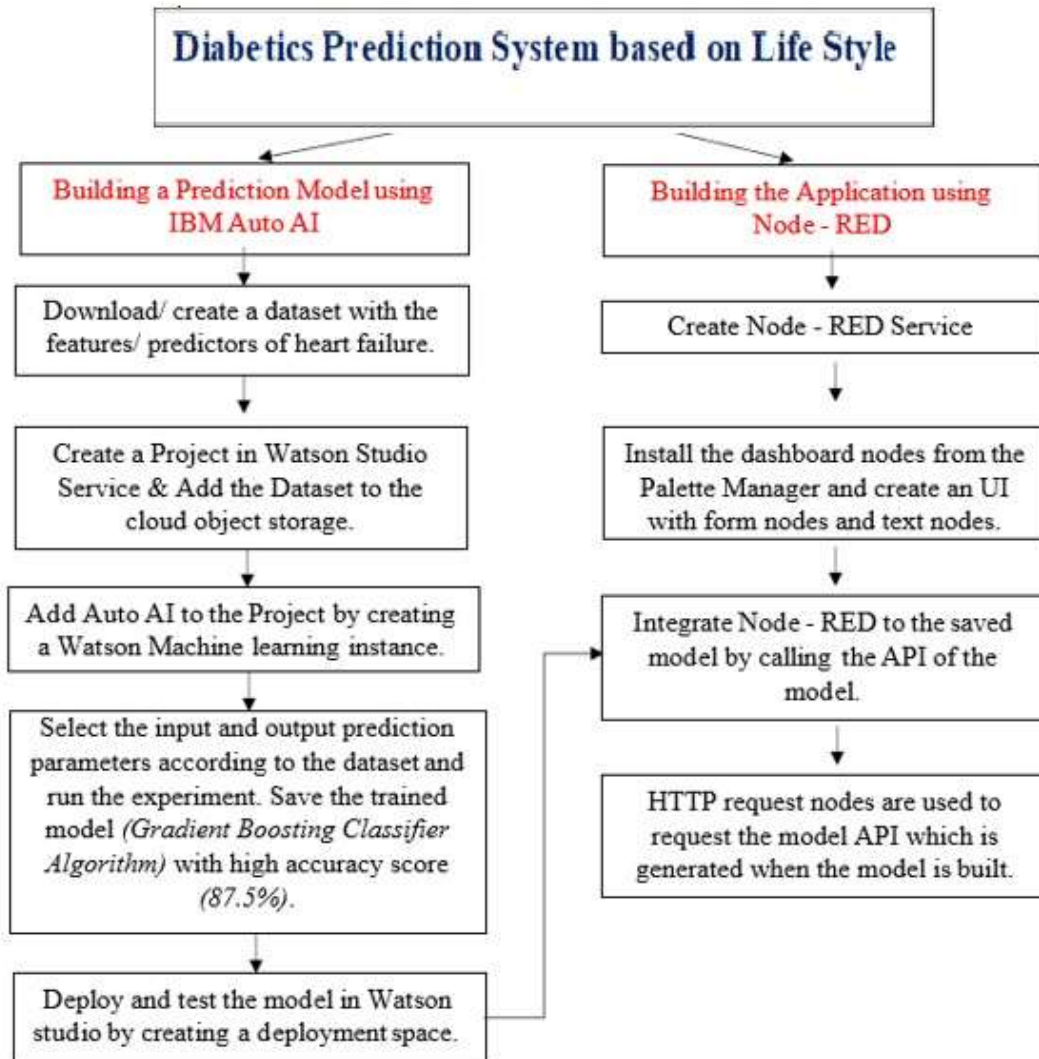 Diabetics Prediction System based on Life Style
Building a Prediction Model using
IBM Auto AI
Download/ create a dataset with the
features/ predictors of heart failure.
Create a Project in Watson Studio
Service & Add the Dataset to the
cloud object storage.
Add Auto AI to the Project by creating
a Watson Machine learning instance.
Select the input and output prediction
parameters according to the dataset and
run the experiment. Save the trained
model (Gradient Boosting Classifier
Algorithm) with high accuracy score
(87.5%).
Deploy and test the model in Watson
studio by creating a deployment space.
Building the Application using
Node - RED
Create Node - RED Service
Install the dashboard nodes from the
Palette Manager and create an UI
with form nodes and text nodes.
Integrate Node - RED to the saved
model by calling the API of the
model.
HTTP request nodes are used to
request the model API which is
generated when the model is built.